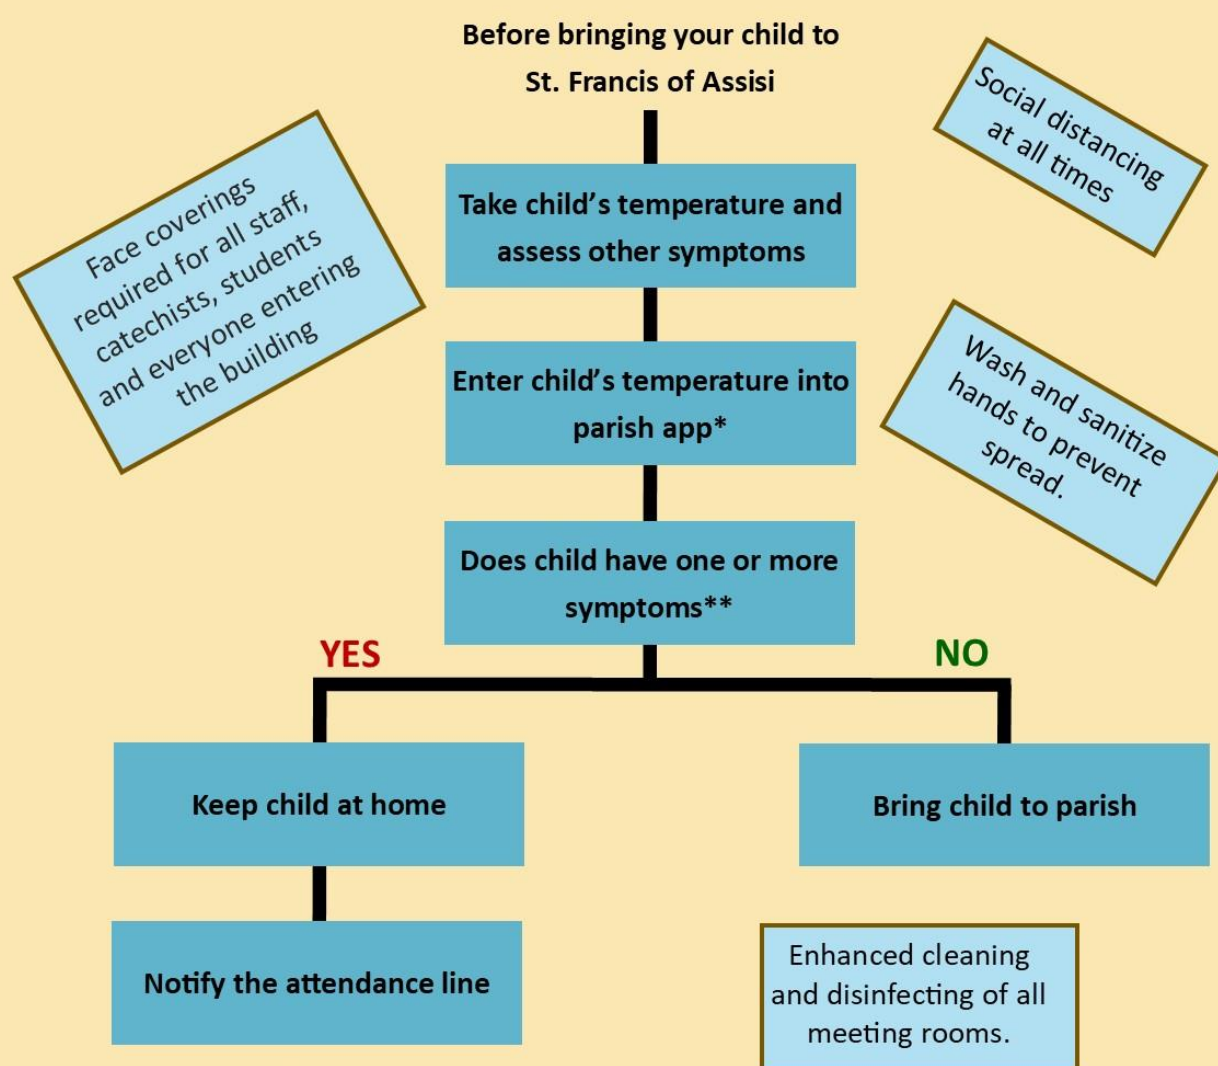 Before bringing your child to
St. Francis of Assisi
Social distancing
at all times
Face coverings
required for all staff,
catechists, students
and everyone entering
the building
Take child's temperature and
assess other symptoms
Enter child's temperature into
parish app*
Wash and sanitize
hands to prevent
spread.
Does child have one or more
symptoms**
YES
NO
Keep child at home
Bring child to parish
Notify the attendance line
Enhanced cleaning
and disinfecting of all
meeting rooms.